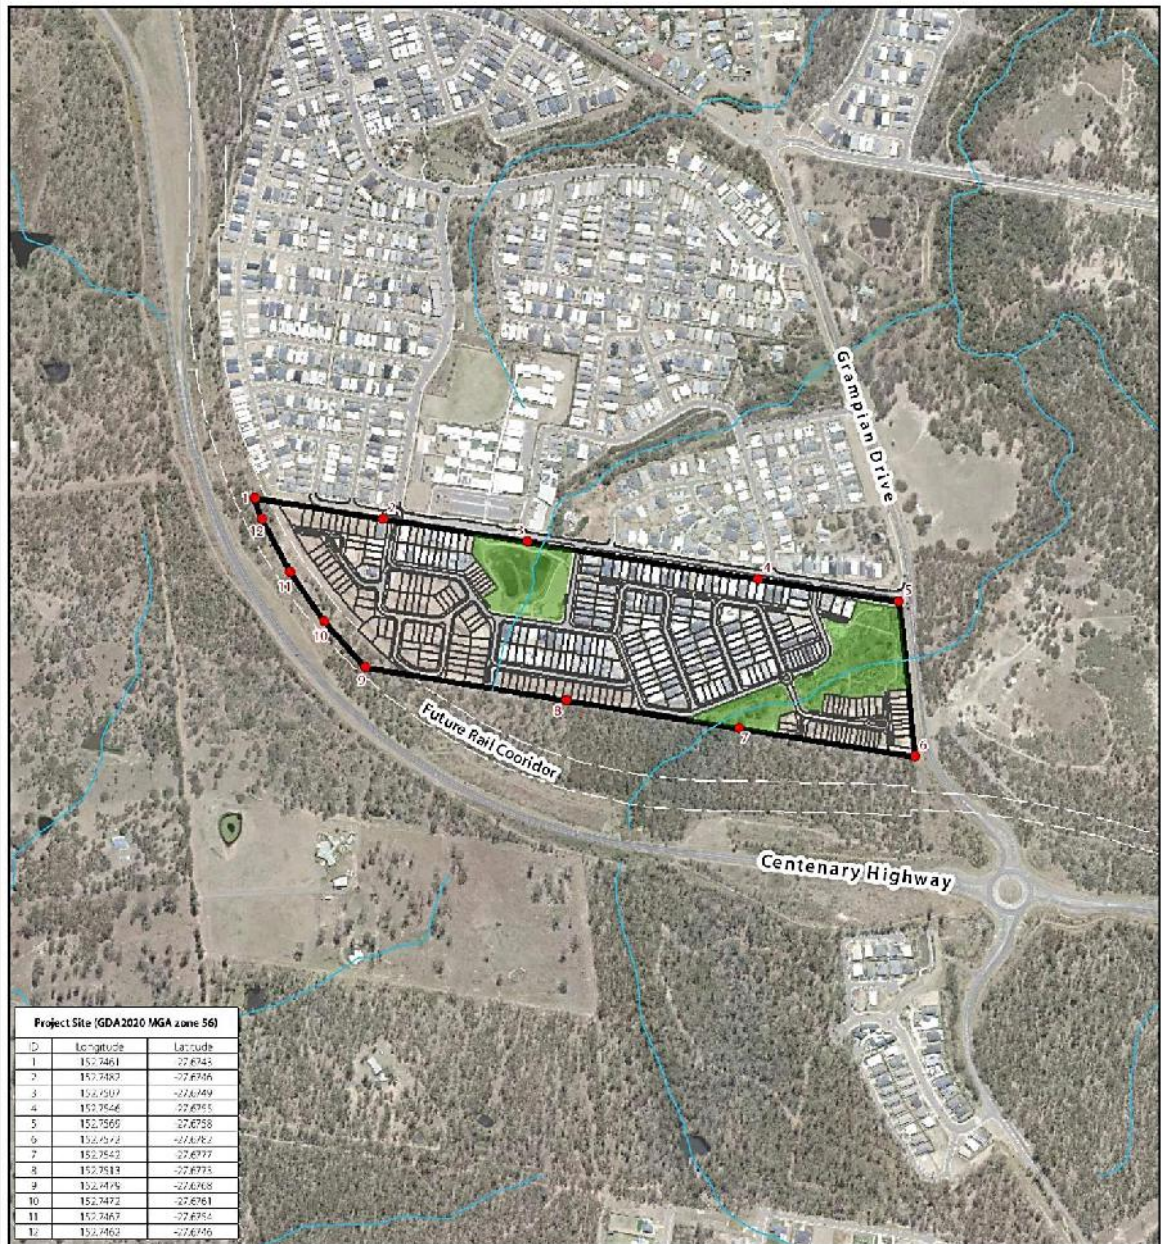 1
2
3
4
5
12
11
10
9
8
7
6
Grampian Drive
Future Rail Cooridor
Centenary Highway
Project Site (GDA2020 MGA zone 56)
ID Longitude Latitude
1 152.7461 -27.6743
2 152.7482 -27.6746
3 152.7507 -27.6749
4 152.7546 -27.6755
5 152.7569 -27.6758
6 152.7572 -27.6782
7 152.7542 -27.6777
8 152.7513 -27.6773
9 152.7479 -27.6768
10 152.7472 -27.6761
11 152.7467 -27.6754
12 152.7462 -27.6746